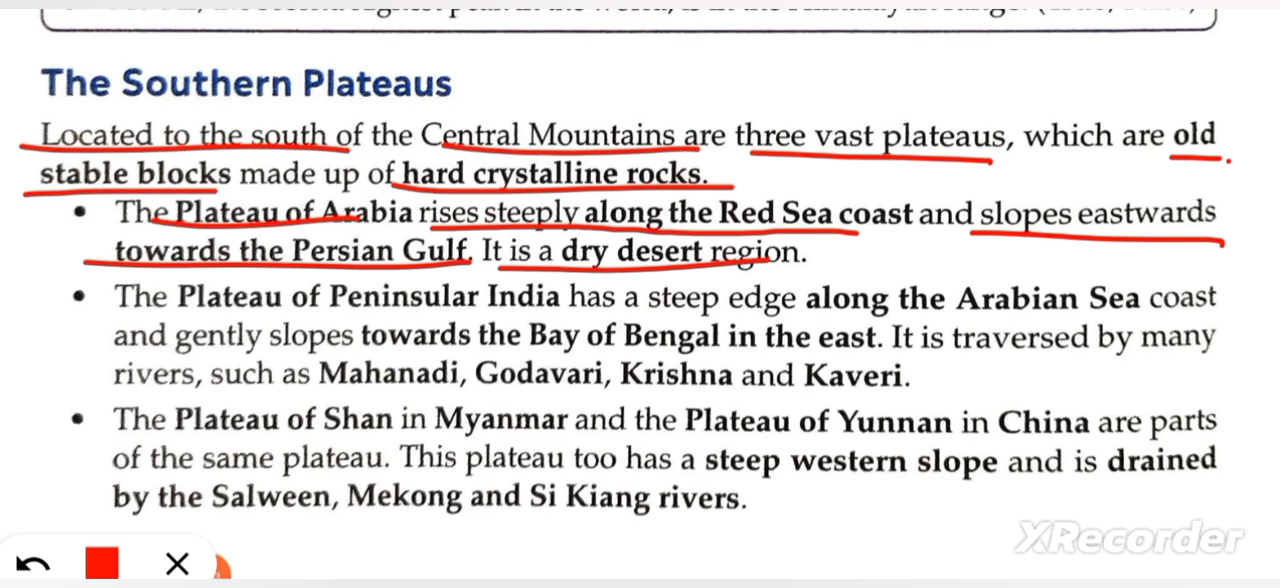 The Southern Plateaus
Located to the south of the Central Mountains are three vast plateaus, which are old
stable blocks made up of hard crystalline rocks.
• The Plateau of Arabia rises steeply along the Red Sea coast and slopes eastwards
towards the Persian Gulf. It is a dry desert region.
• The Plateau of Peninsular India has a steep edge along the Arabian Sea coast
and gently slopes towards the Bay of Bengal in the east. It is traversed by many
rivers, such as Mahanadi, Godavari, Krishna and Kaveri.
• The Plateau of Shan in Myanmar and the Plateau of Yunnan in China are parts
of the same plateau. This plateau too has a steep western slope and is drained
by the Salween, Mekong and Si Kiang rivers.
XRecorder